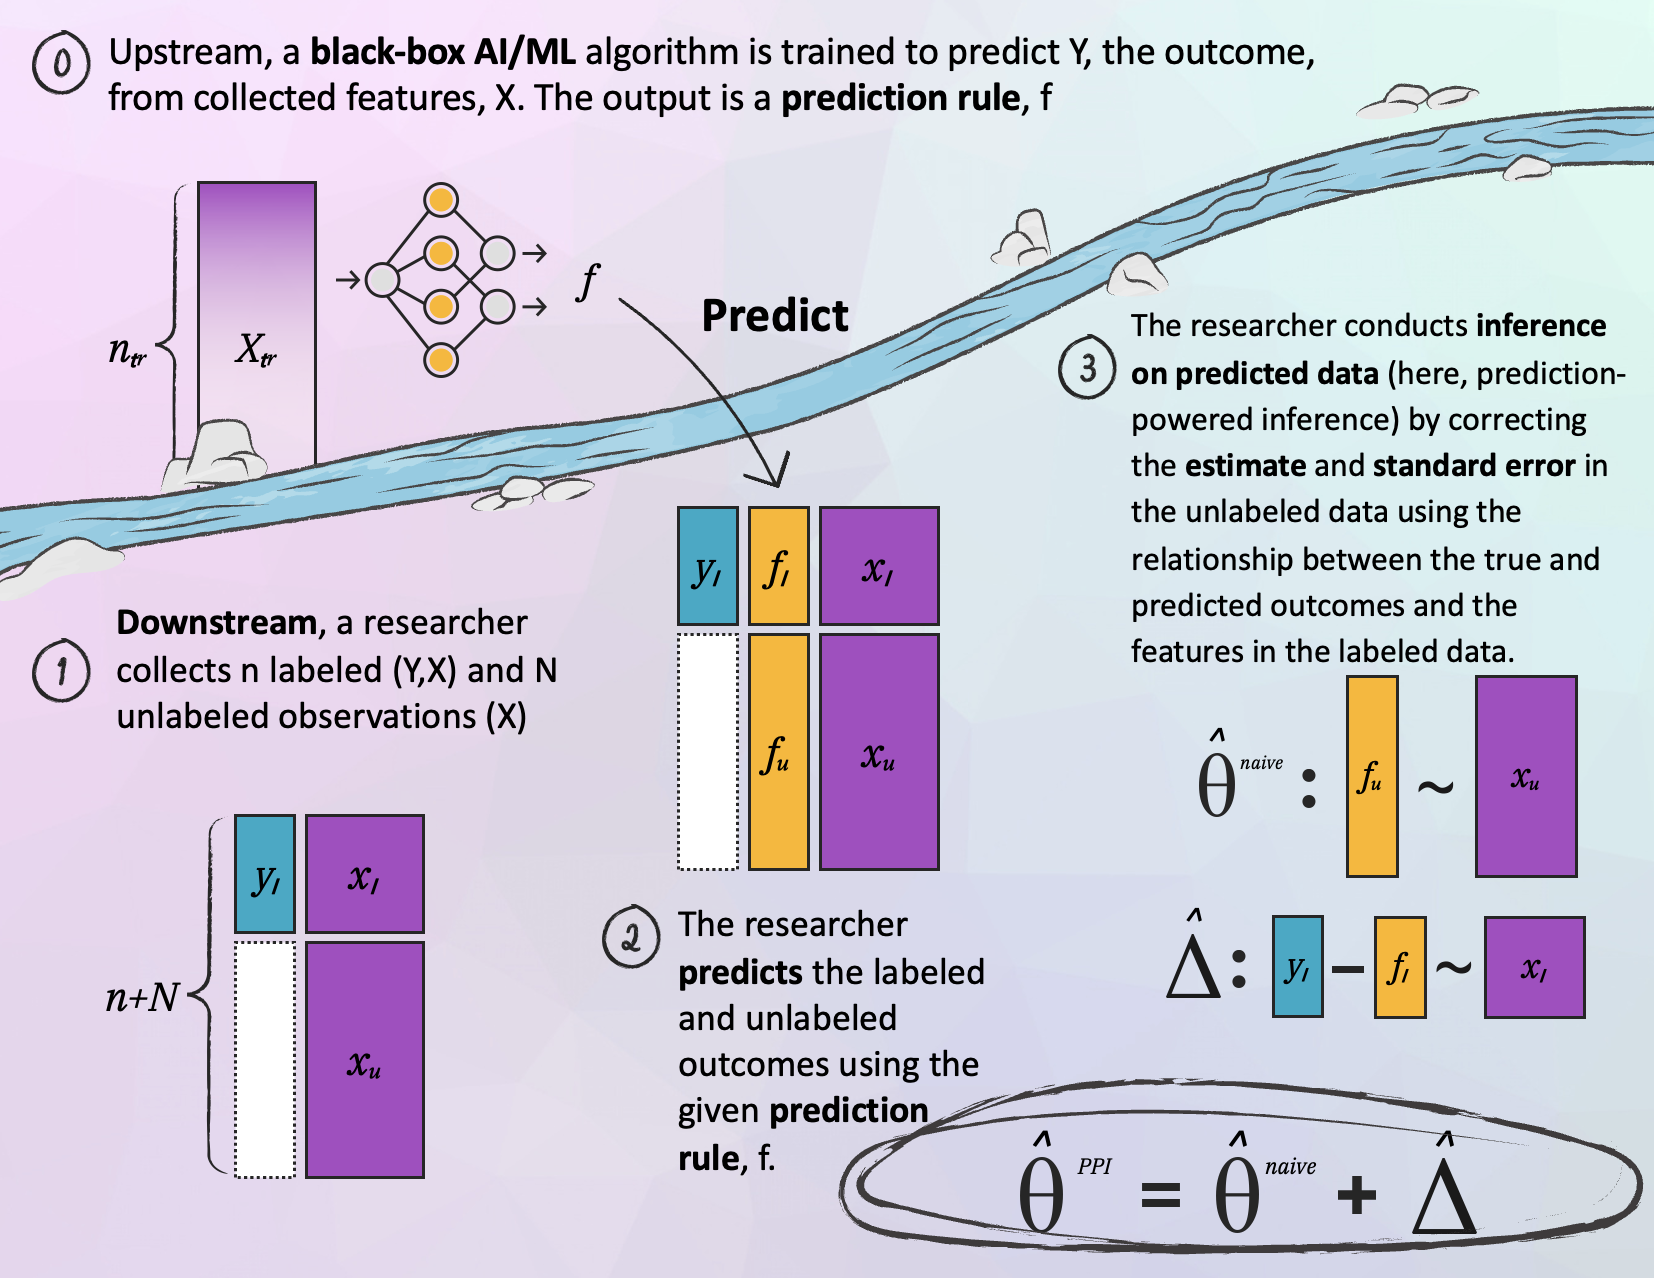 0
Upstream, a black-box AI/ML algorithm is trained to predict Y, the outcome,
from collected features, X. The output is a prediction rule, f
n_tr
X_tr
f
Predict
1
Downstream, a researcher
collects n labeled (Y,X) and N
unlabeled observations (X)
y_l
x_l
n+N
x_u
y_l
f_l
x_l
f_u
x_u
2
The researcher
predicts the labeled
and unlabeled
outcomes using the
given prediction
rule, f.
3
The researcher conducts inference
on predicted data (here, prediction-
powered inference) by correcting
the estimate and standard error in
the unlabeled data using the
relationship between the true and
predicted outcomes and the
features in the labeled data.
θ̂^naive : f_u ~ x_u
Δ̂ : y_l − f_l ~ x_l
θ̂^PPI = θ̂^naive + Δ̂